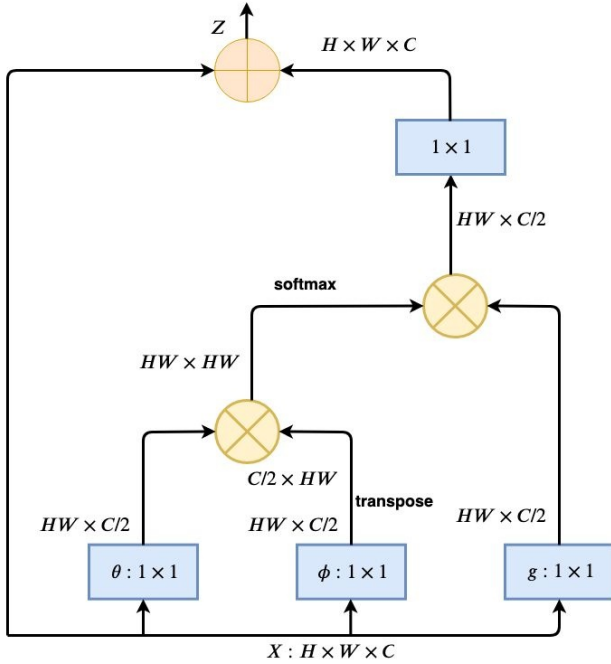 Z
H × W × C
1 × 1
HW × C/2
softmax
HW × HW
C/2 × HW
transpose
HW × C/2
HW × C/2
HW × C/2
θ : 1 × 1
ϕ : 1 × 1
g : 1 × 1
X : H × W × C